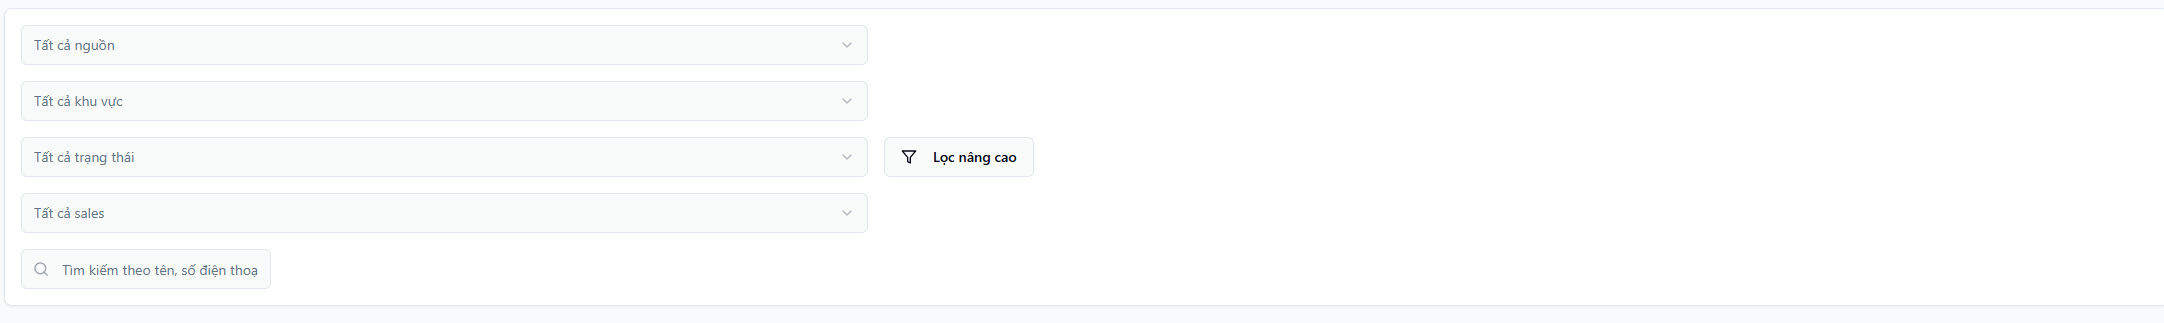 Tất cả nguồn
Tất cả khu vực
Tất cả trạng thái
Lọc nâng cao
Tất cả sales
Tìm kiếm theo tên, số điện thoạ